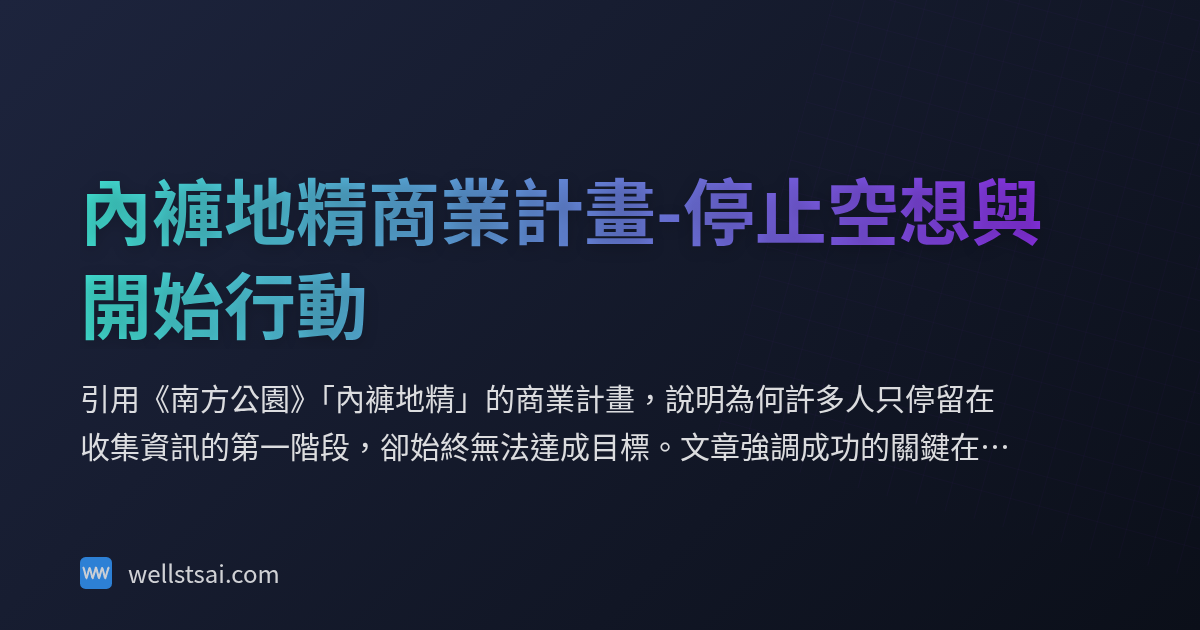 內褲地精商業計畫-停止空想與
開始行動
引用《南方公園》「內褲地精」的商業計畫，說明為何許多人只停留在
收集資訊的第一階段，卻始終無法達成目標。文章強調成功的關鍵在…
wellstsai.com